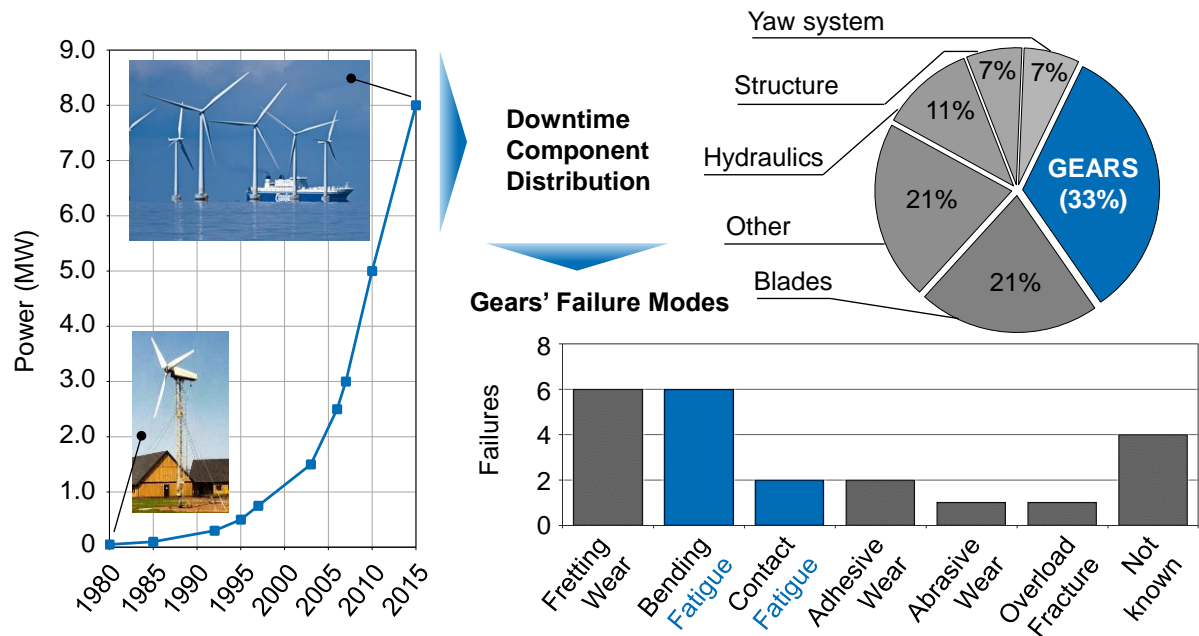 Power (MW)
9.0
8.0
7.0
6.0
5.0
4.0
3.0
2.0
1.0
0
1980
1985
1990
1995
2000
2005
2010
2015
Downtime
Component
Distribution
Yaw system
Structure
Hydraulics
Other
Blades
7%
7%
11%
21%
21%
GEARS
(33%)
Gears’ Failure Modes
Failures
8
6
4
2
0
Fretting
Wear
Bending
Fatigue
Contact
Fatigue
Adhesive
Wear
Abrasive
Wear
Overload
Fracture
Not
known